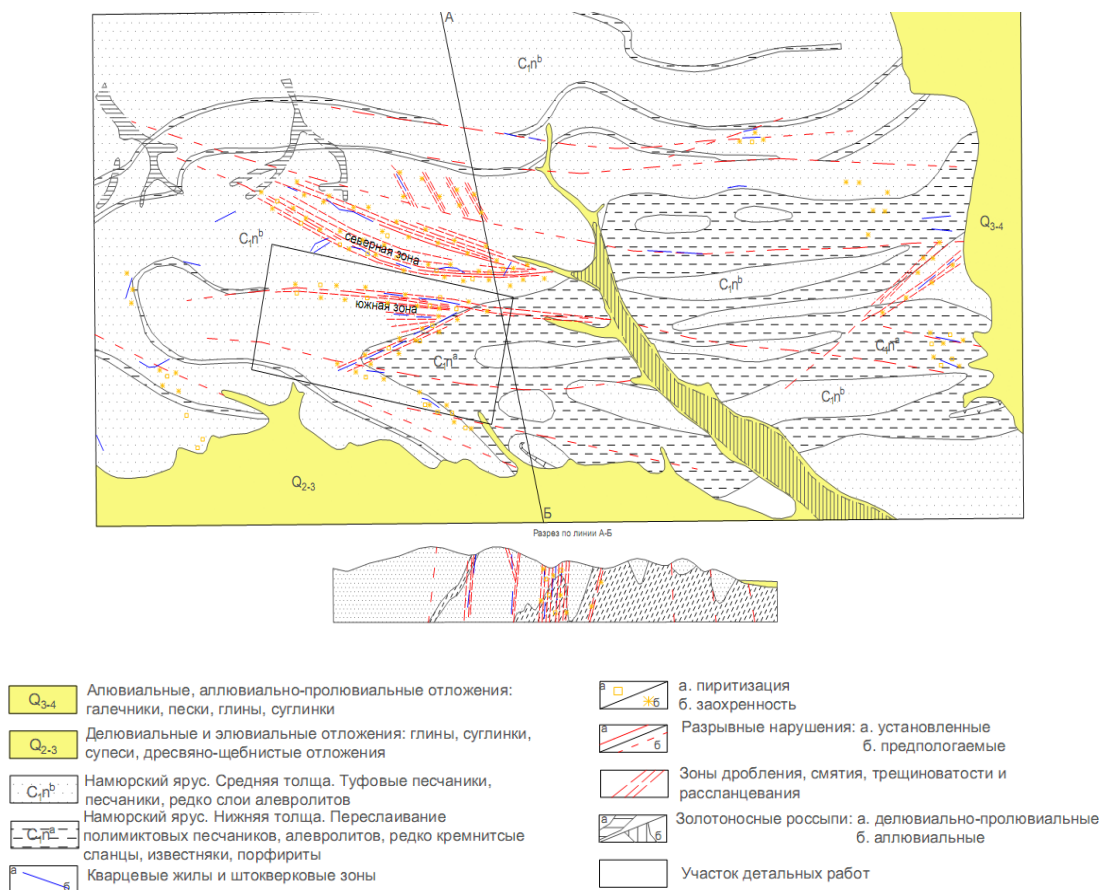 А
C₁nᵇ
Q₃₋₄
C₁nᵇ
северная зона
C₁nᵇ
южная зона
C₁nᵃ
C₁nᵃ
C₁nᵇ
Q₂₋₃
Б
Разрез по линии А-Б
Q₃₋₄
Алювиальные, аллювиально-пролювиальные отложения:
галечники, пески, глины, суглинки
Q₂₋₃
Делювиальные и элювиальные отложения: глины, суглинки,
супеси, дресвяно-щебнистые отложения
C₁nᵇ
Намюрский ярус. Средняя толща. Туфовые песчаники,
песчаники, редко слои алевролитов
C₁nᵃ
Намюрский ярус. Нижняя толща. Переслаивание
полимиктовых песчаников, алевролитов, редко кремнитсые
сланцы, известняки, порфириты
а б
Кварцевые жилы и штокверковые зоны
а б
а. пиритизация
б. заохренность
а б
Разрывные нарушения: а. установленные
б. предпологаемые
Зоны дробления, смятия, трещиноватости и
рассланцевания
а б
Золотоносные россыпи: а. делювиально-пролювиальные
б. аллювиальные
Участок детальных работ